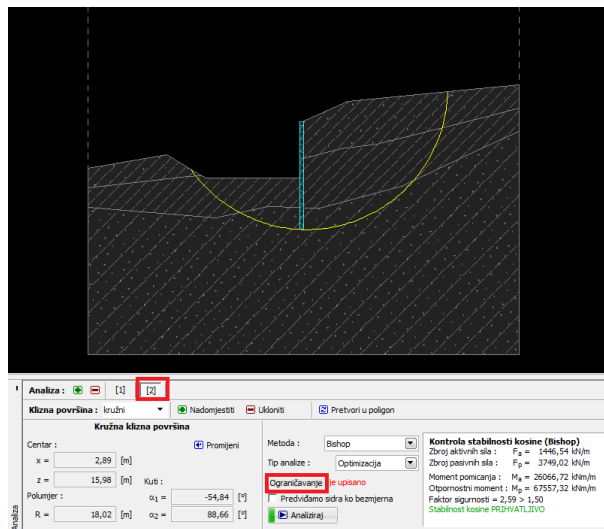 Analiza : [1] [2]
Klizna površina : kružni Nadomjestiti Ukloniti Pretvori u poligon
Kružna klizna površina
Centar : Promijeni
x = 2,89 [m]
z = 15,98 [m] Kuti :
Polumjer : α1 = -54,84 [°]
R = 18,02 [m] α2 = 88,66 [°]
Metoda : Bishop
Tip analize : Optimizacija
Ograničavanje je upisano
Predviđamo sidra ko bezmjerna
Analiziraj
Kontrola stabilnosti kosine (Bishop)
Zbroj aktivnih sila : Fa = 1446,54 kN/m
Zbroj pasivnih sila : Fp = 3749,02 kN/m
Moment pomicanja : Ma = 26066,72 kNm/m
Otpornostni moment : Mp = 67557,32 kNm/m
Faktor sigurnosti = 2,59 > 1,50
Stabilnost kosine PRIHVATLJIVO
Analiza